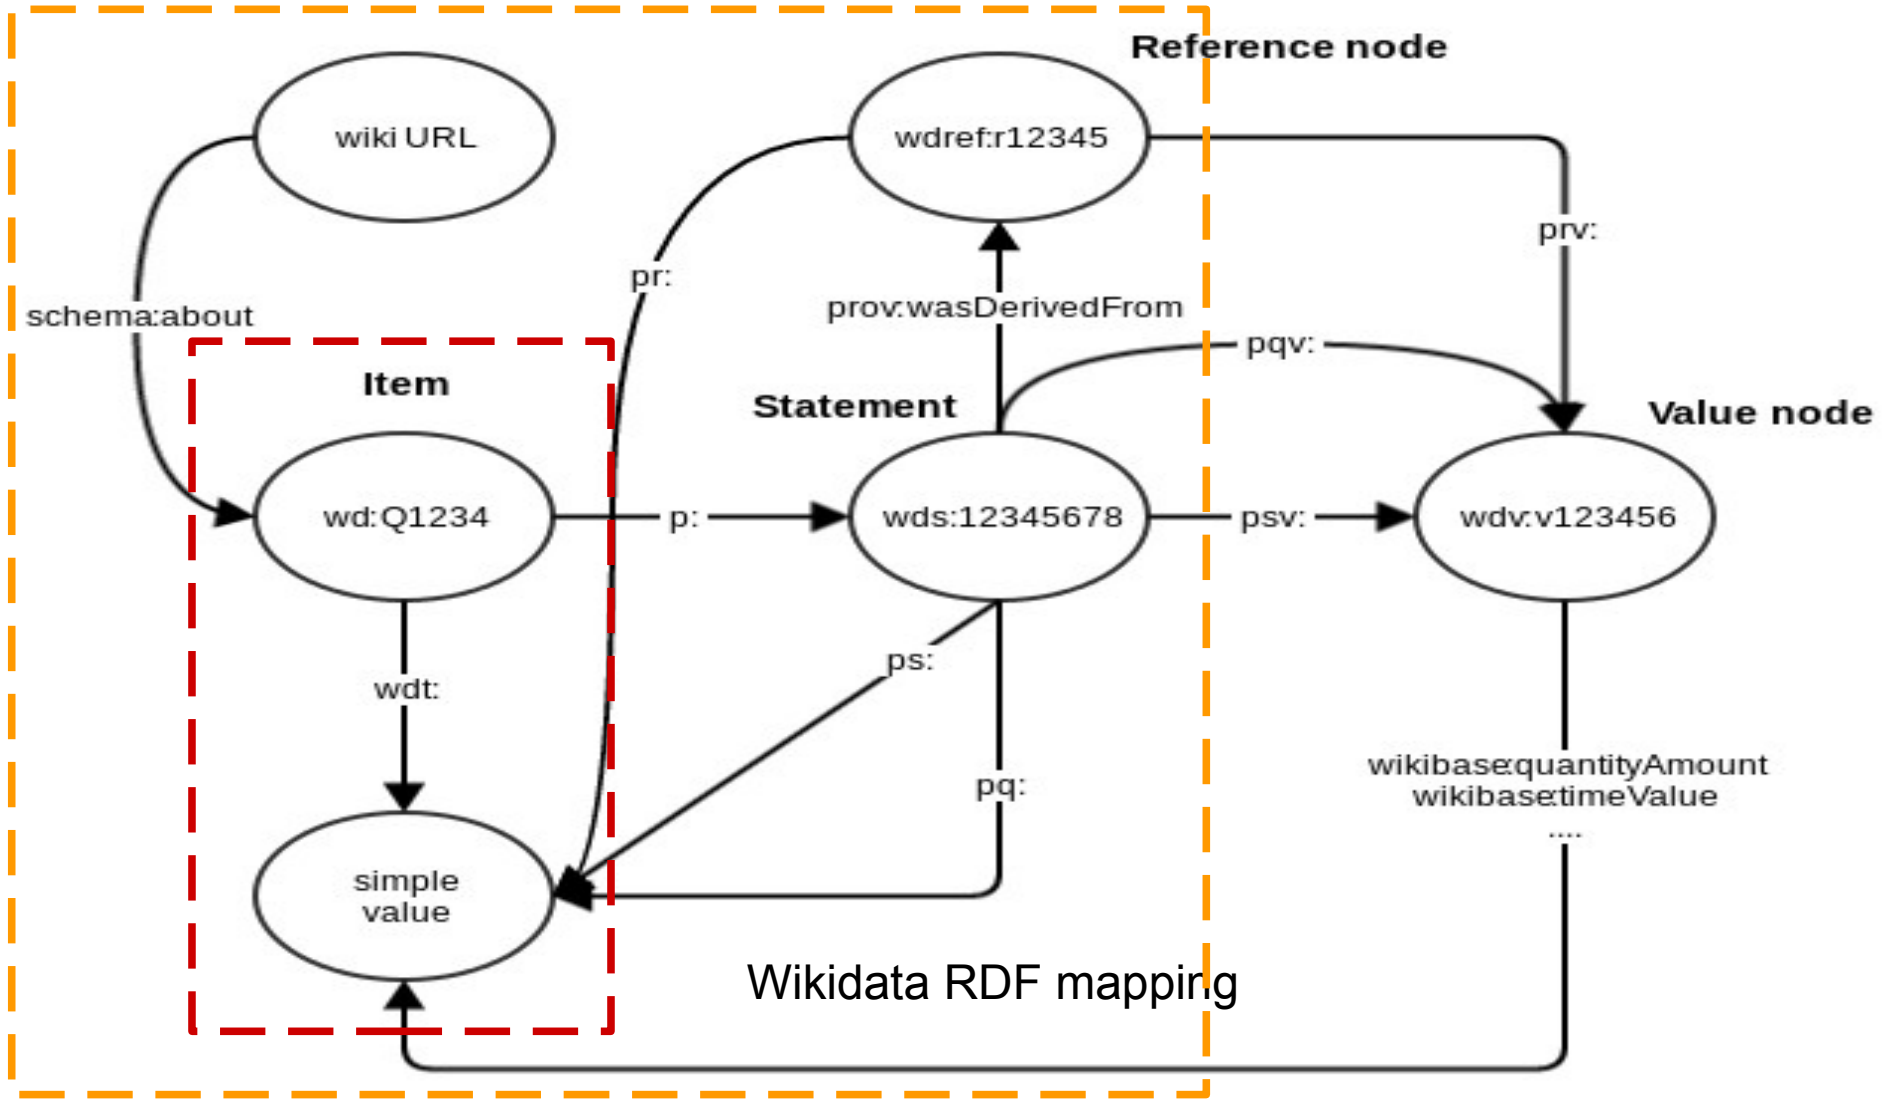 Reference node
wiki URL
wdref:r12345
prv:
pr:
prov:wasDerivedFrom
schema:about
pqv:
Item
Statement
Value node
wd:Q1234
p:
wds:12345678
psv:
wdv:v123456
ps:
wdt:
wikibase:quantityAmount
pq:
wikibase:timeValue
....
simple
value
Wikidata RDF mapping